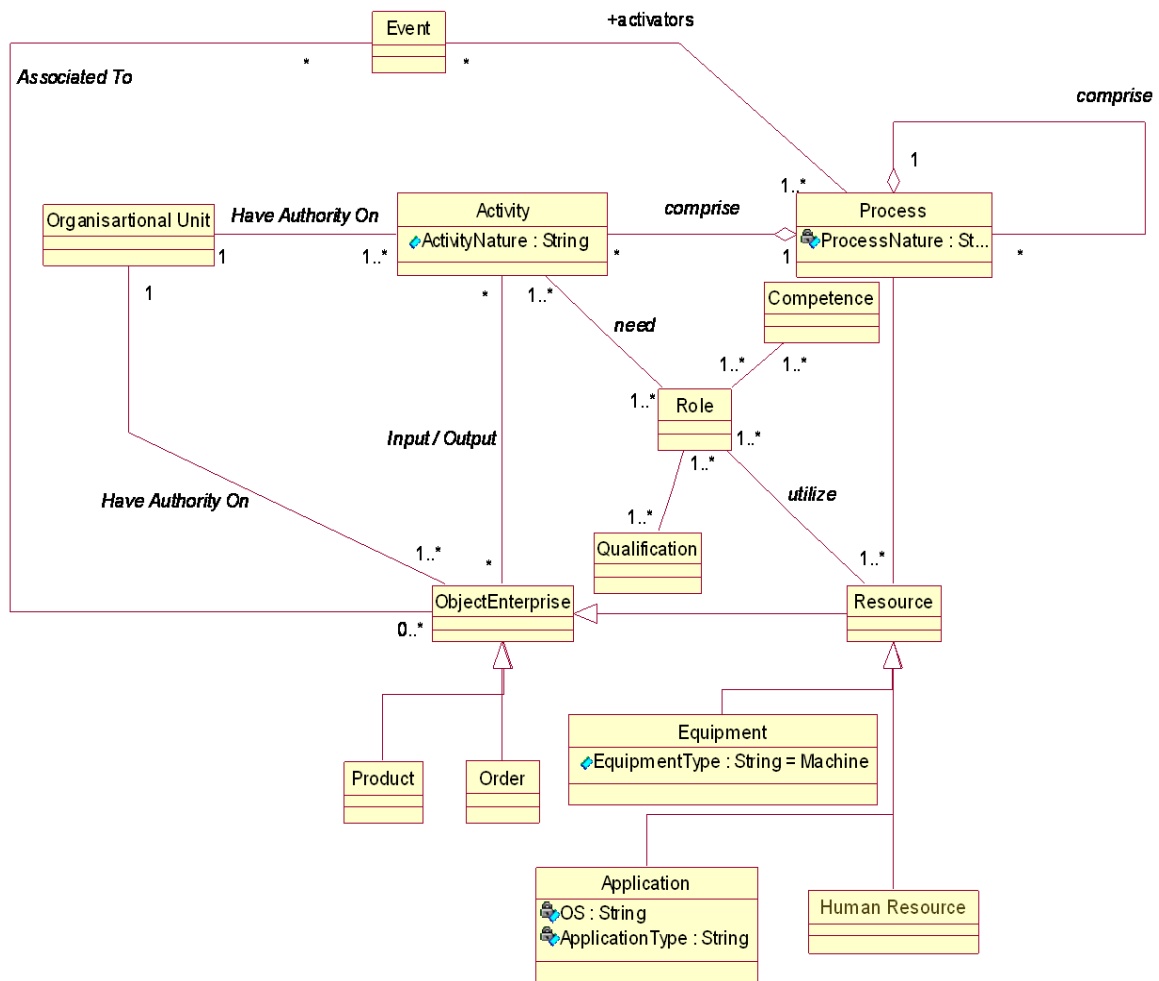 Event
+activators
*
*
Associated To
comprise
1
1..*
Organisartional Unit
Have Authority On
Activity
ActivityNature : String
comprise
Process
ProcessNature : St...
1
1..*
*
1
*
1
*
1..*
Competence
need
1..*
1..*
1..*
Role
1..*
1..*
Input / Output
utilize
Have Authority On
1..*
Qualification
1..*
*
1..*
ObjectEnterprise
Resource
0..*
Equipment
EquipmentType : String = Machine
Product
Order
Application
OS : String
ApplicationType : String
Human Resource